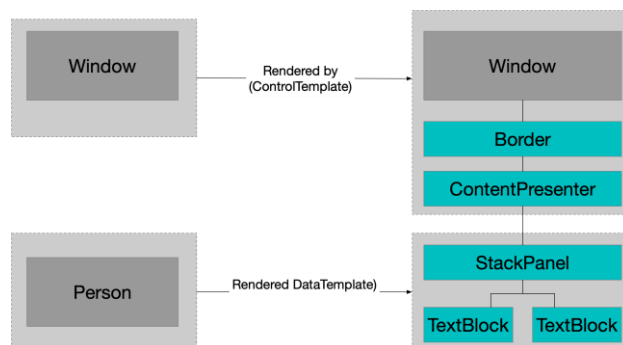 Window
Rendered by
(ControlTemplate)
Window
Border
ContentPresenter
Person
Rendered DataTemplate)
StackPanel
TextBlock
TextBlock